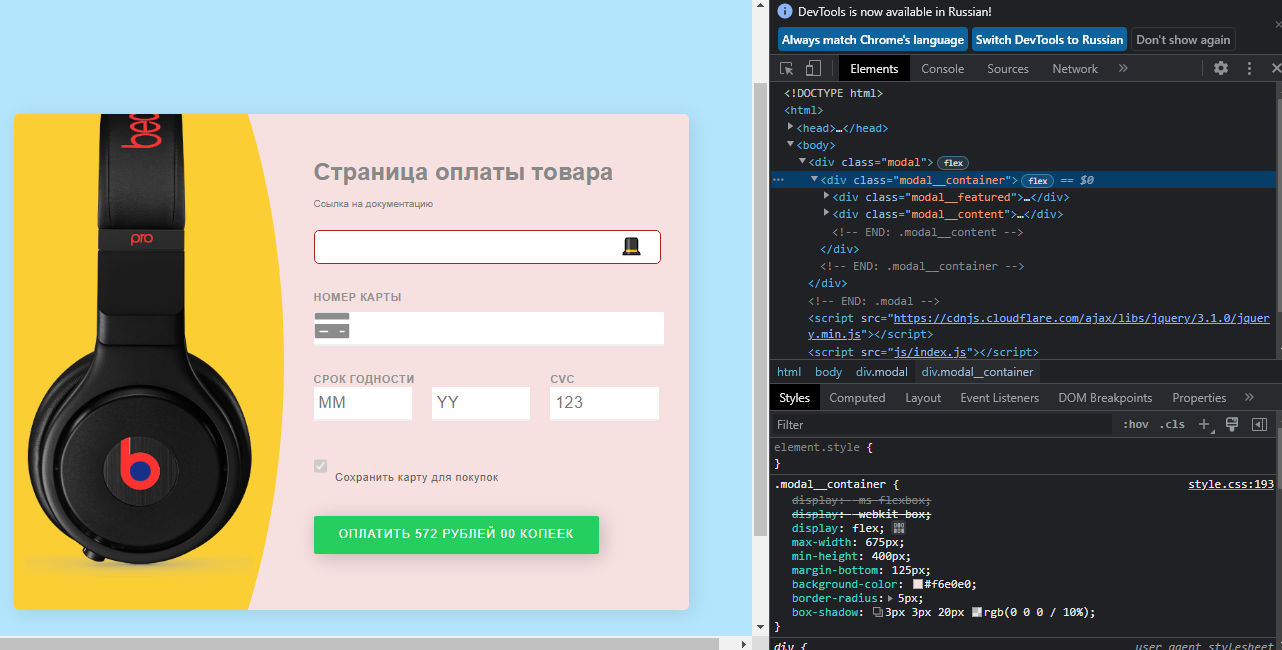 beats
pro
Страница оплаты товара
Ссылка на документацию
НОМЕР КАРТЫ
СРОК ГОДНОСТИ
CVC
MM
YY
123
Сохранить карту для покупок
ОПЛАТИТЬ 572 РУБЛЕЙ 00 КОПЕЕК
DevTools is now available in Russian!
Always match Chrome's language
Switch DevTools to Russian
Don't show again
Elements
Console
Sources
Network
<!DOCTYPE html>
<html>
<head>…</head>
<body>
<div class="modal"> flex
<div class="modal__container"> flex == $0
<div class="modal__featured">…</div>
<div class="modal__content">…</div>
<!-- END: .modal__content -->
</div>
<!-- END: .modal__container -->
</div>
<!-- END: .modal -->
<script src="https://cdnjs.cloudflare.com/ajax/libs/jquery/3.1.0/jquer
y.min.js"></script>
<script src="js/index.js"></script>
html body div.modal div.modal__container
Styles
Computed
Layout
Event Listeners
DOM Breakpoints
Properties
Filter
:hov
.cls
element.style {
}
.modal__container {
style.css:193
display: -ms-flexbox;
display: -webkit-box;
display: flex;
max-width: 675px;
min-height: 400px;
margin-bottom: 125px;
background-color: #f6e0e0;
border-radius: 5px;
box-shadow: 3px 3px 20px rgb(0 0 0 / 10%);
}
div {
user agent stylesheet